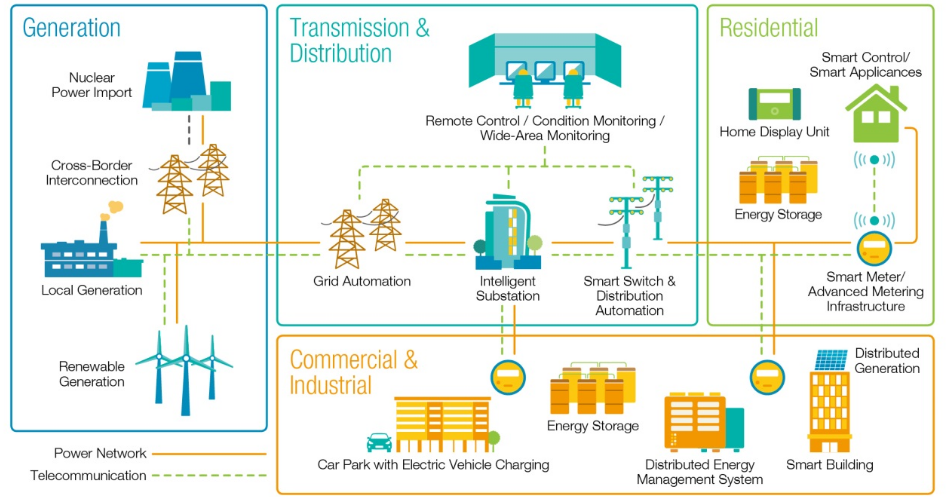 Generation
Nuclear
Power Import
Cross-Border
Interconnection
Local Generation
Renewable
Generation
Transmission &
Distribution
Remote Control / Condition Monitoring /
Wide-Area Monitoring
Grid Automation
Intelligent
Substation
Smart Switch &
Distribution
Automation
Residential
Smart Control/
Smart Applicances
Home Display Unit
Energy Storage
Smart Meter/
Advanced Metering
Infrastructure
Commercial &
Industrial
Car Park with Electric Vehicle Charging
Energy Storage
Distributed Energy
Management System
Distributed
Generation
Smart Building
Power Network
Telecommunication